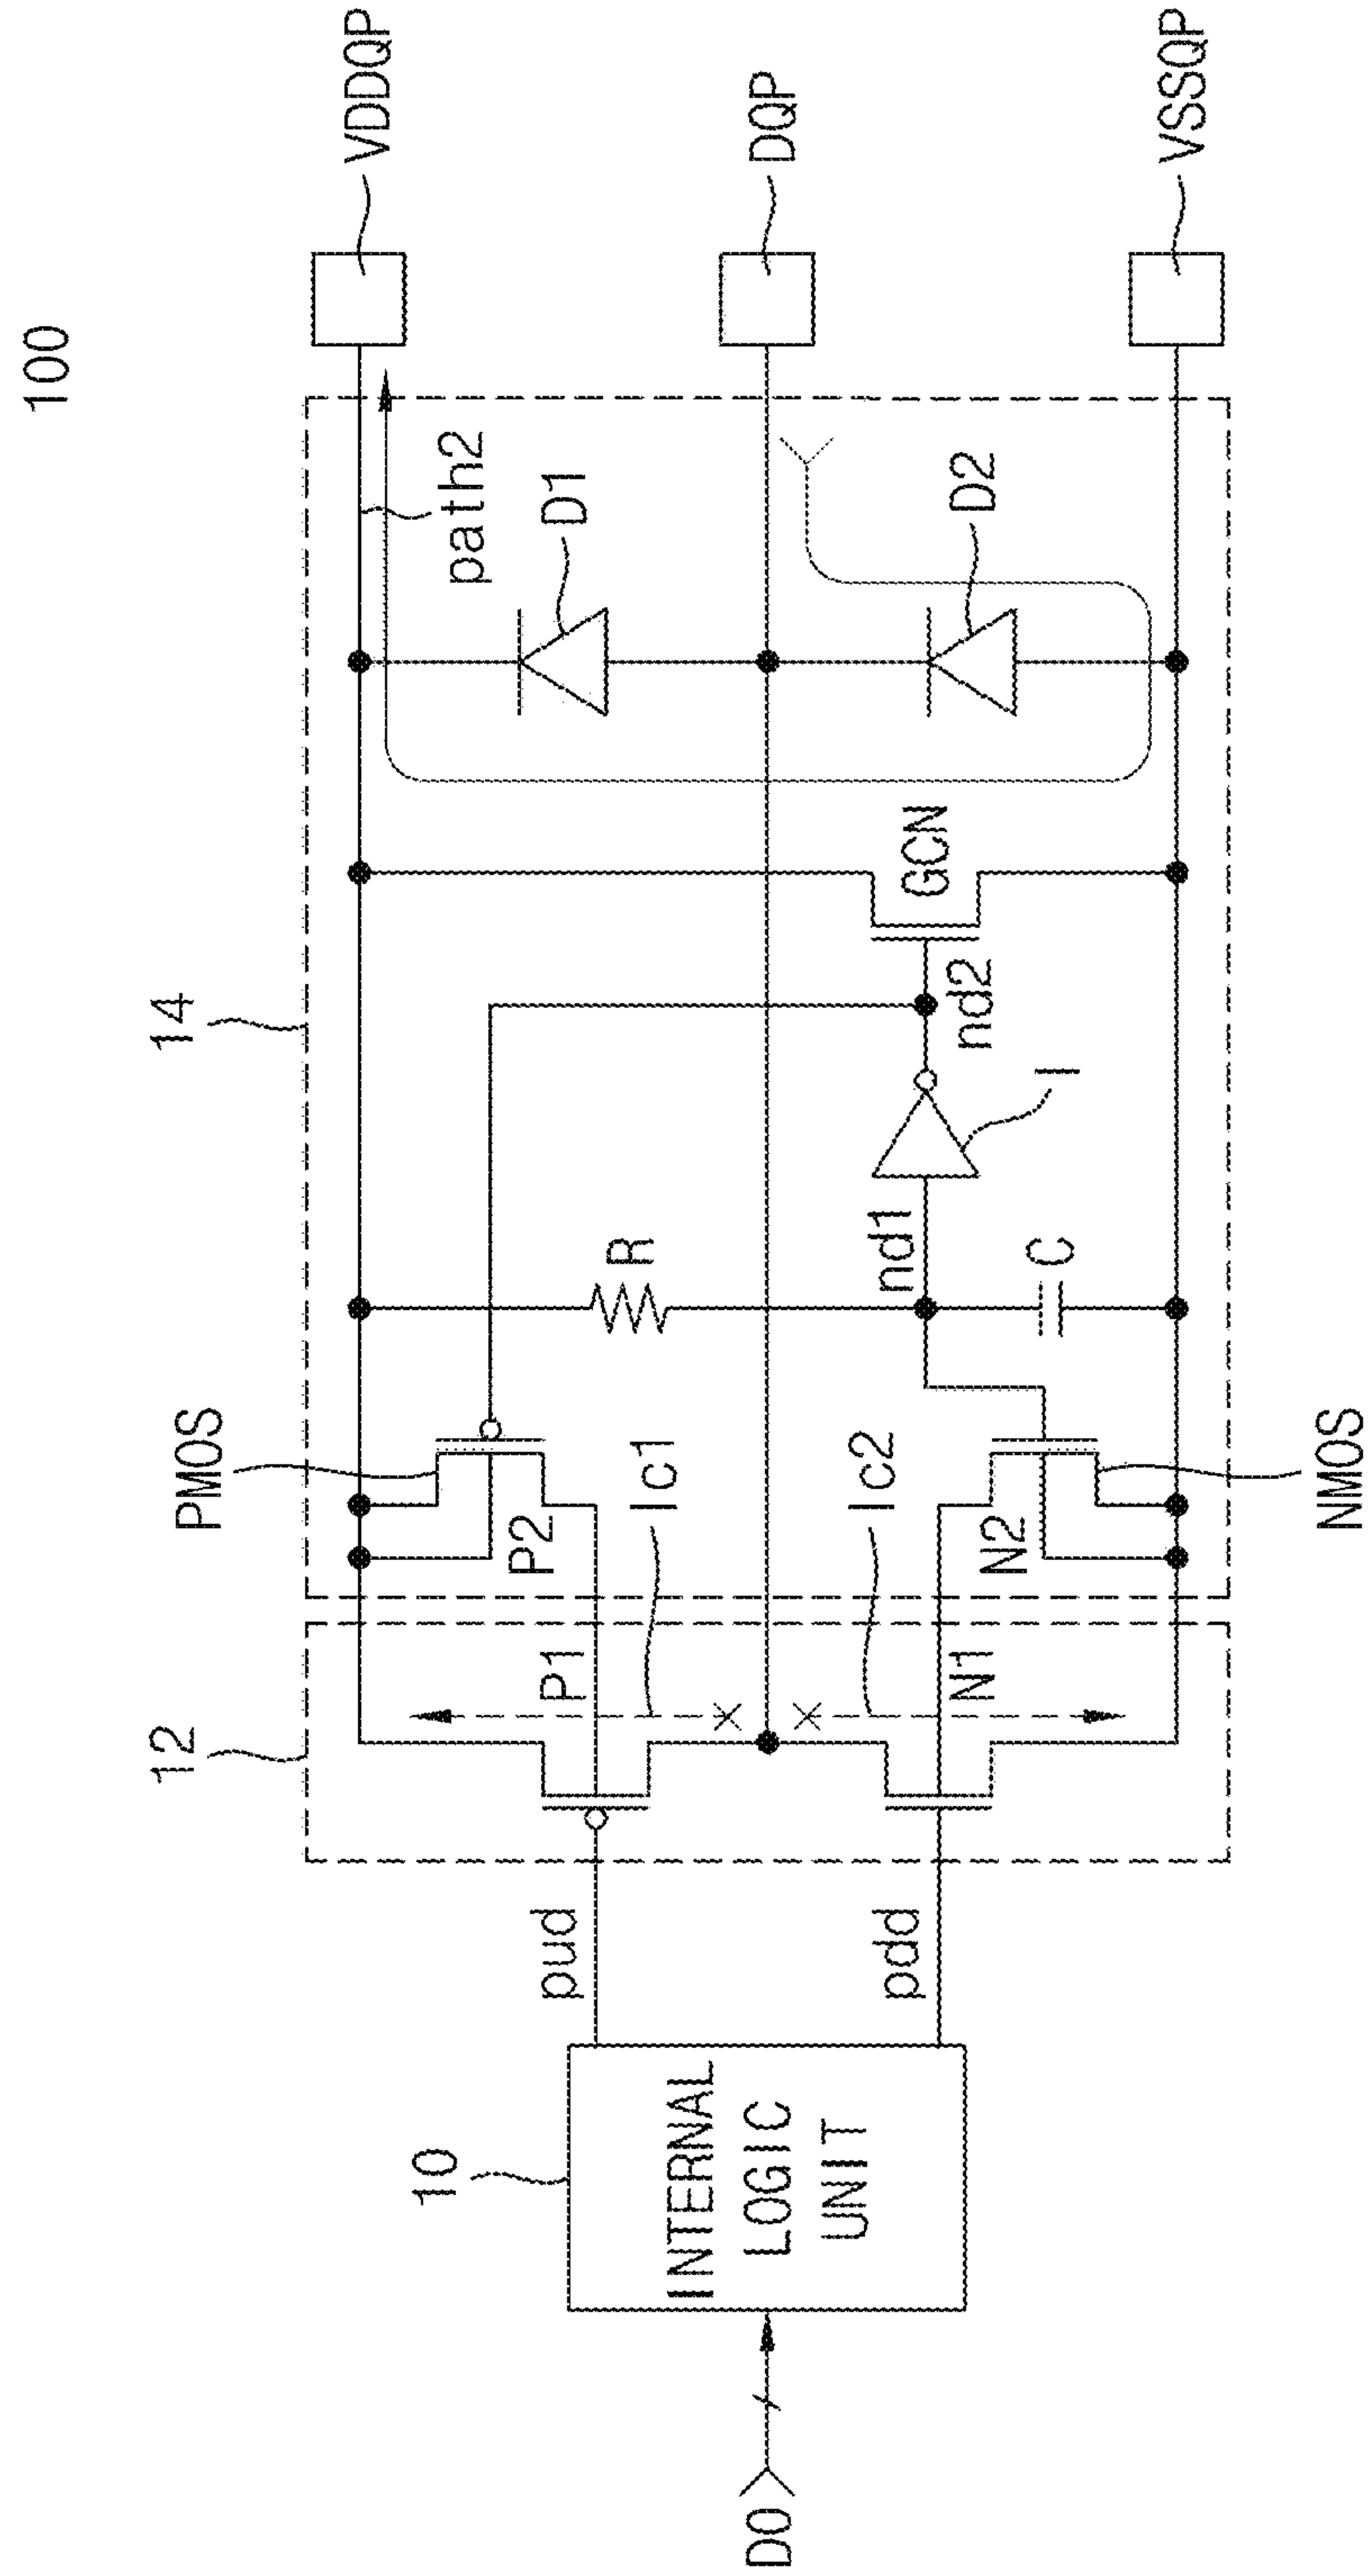 100
VDDQP
DQP
VSSQP
14
path2
D1
D2
GCN
nd2
I
R
nd1
C
PMOS
P2
N2
NMOS
12
P1
Ic1
Ic2
N1
pud
pdd
10
INTERNAL
LOGIC
UNIT
DO